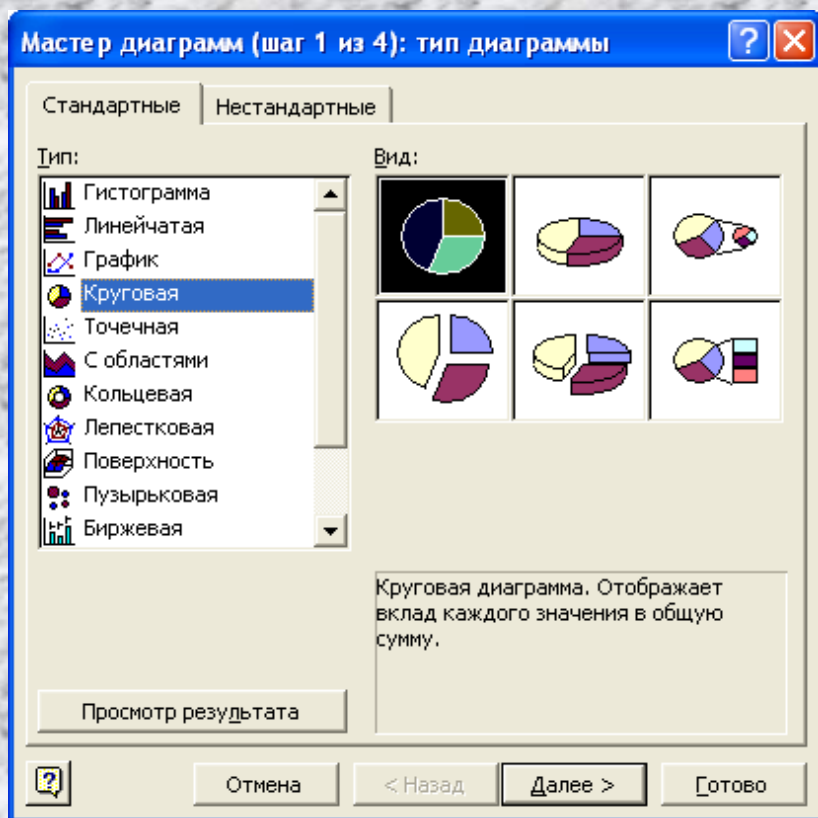 Мастер диаграмм (шаг 1 из 4): тип диаграммы
Стандартные
Нестандартные
Тип:
Вид:
Гистограмма
Линейчатая
График
Круговая
Точечная
С областями
Кольцевая
Лепестковая
Поверхность
Пузырьковая
Биржевая
Круговая диаграмма. Отображает
вклад каждого значения в общую
сумму.
Просмотр результата
Отмена
< Назад
Далее >
Готово